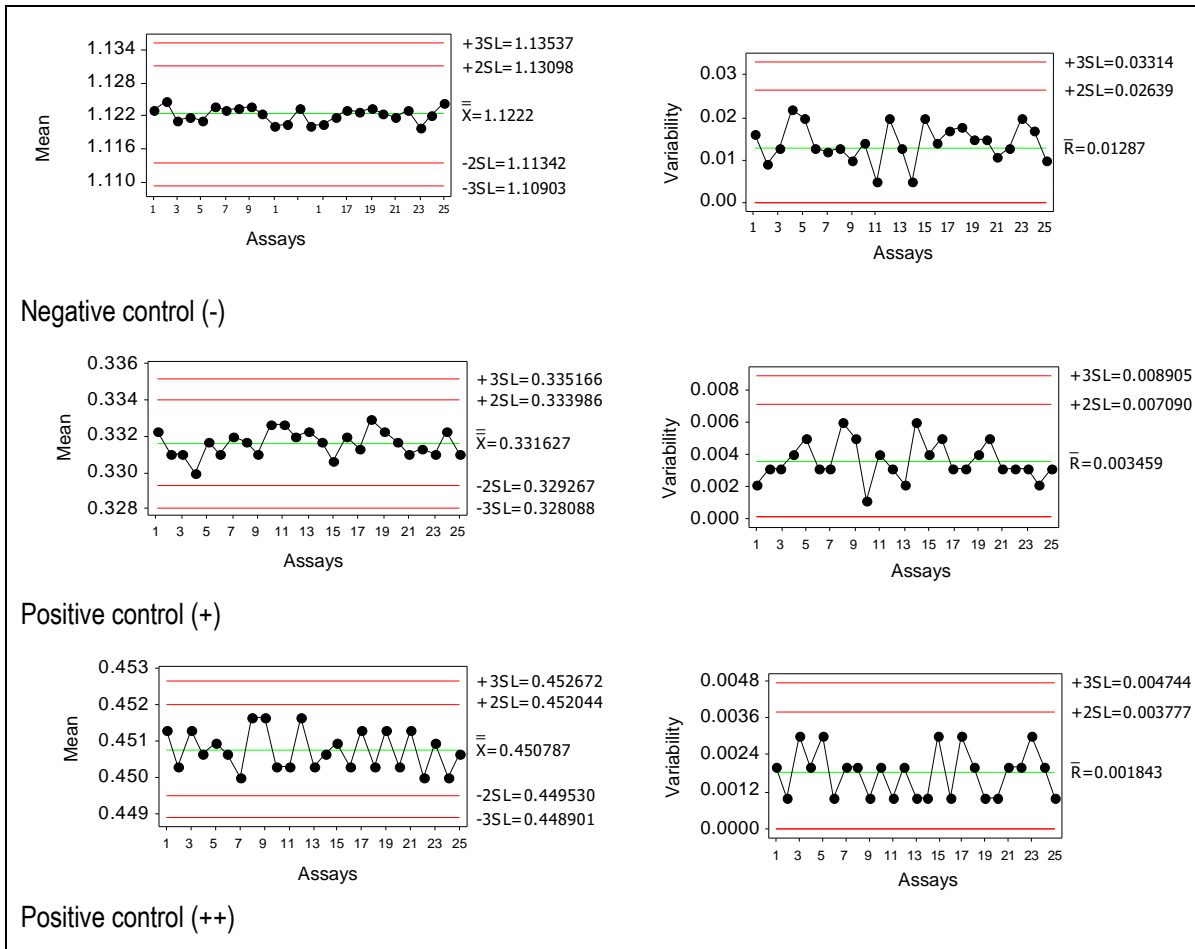 1.134
1.128
1.122
1.116
1.110
Mean
+3SL=1.13537
+2SL=1.13098
X=1.1222
-2SL=1.11342
-3SL=1.10903
1 3 5 7 9 1 1 17 19 21 23 25
Assays
0.03
0.02
0.01
0.00
Variability
+3SL=0.03314
+2SL=0.02639
R=0.01287
1 3 5 7 9 11 13 15 17 19 21 23 25
Assays
Negative control (-)
0.336
0.334
0.332
0.330
0.328
Mean
+3SL=0.335166
+2SL=0.333986
X=0.331627
-2SL=0.329267
-3SL=0.328088
1 3 5 7 9 11 13 15 17 19 21 23 25
Assays
0.008
0.006
0.004
0.002
0.000
Variability
+3SL=0.008905
+2SL=0.007090
R=0.003459
1 3 5 7 9 11 13 15 17 19 21 23 25
Assays
Positive control (+)
0.453
0.452
0.451
0.450
0.449
Mean
+3SL=0.452672
+2SL=0.452044
X=0.450787
-2SL=0.449530
-3SL=0.448901
1 3 5 7 9 11 13 15 17 19 21 23 25
Assays
0.0048
0.0036
0.0024
0.0012
0.0000
Variability
+3SL=0.004744
+2SL=0.003777
R=0.001843
1 3 5 7 9 11 13 15 17 19 21 23 25
Assays
Positive control (++)